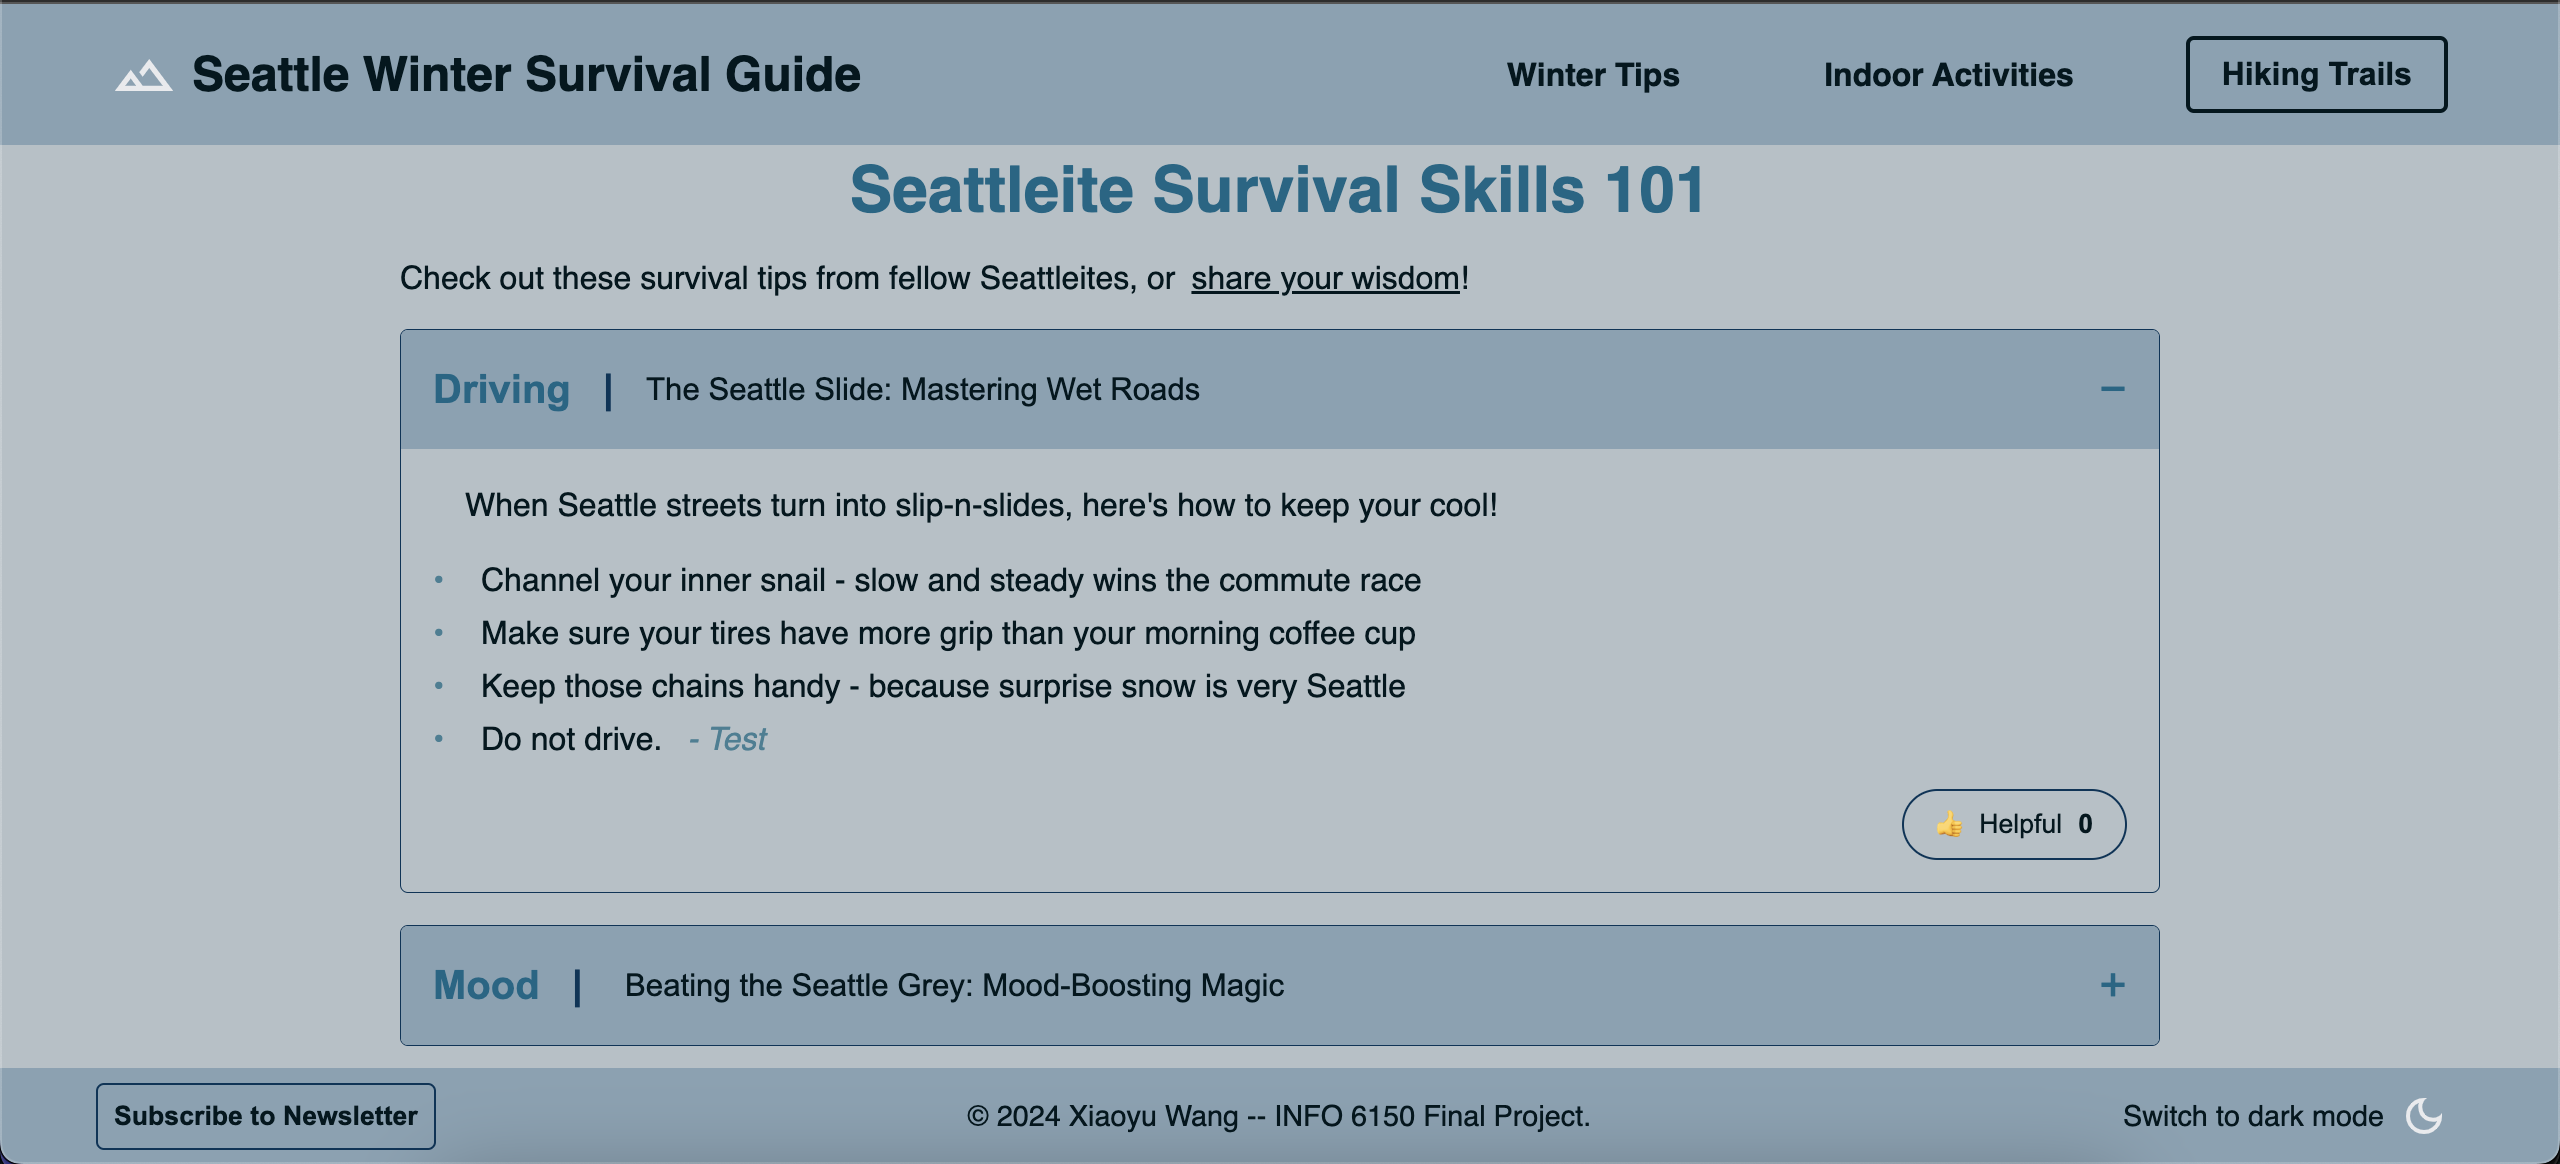 Seattle Winter Survival Guide
Winter Tips
Indoor Activities
Hiking Trails
Seattleite Survival Skills 101
Check out these survival tips from fellow Seattleites, or share your wisdom!
Driving | The Seattle Slide: Mastering Wet Roads
When Seattle streets turn into slip-n-slides, here's how to keep your cool!
• Channel your inner snail - slow and steady wins the commute race
• Make sure your tires have more grip than your morning coffee cup
• Keep those chains handy - because surprise snow is very Seattle
• Do not drive. - Test
👍 Helpful 0
Mood | Beating the Seattle Grey: Mood-Boosting Magic
Subscribe to Newsletter
© 2024 Xiaoyu Wang -- INFO 6150 Final Project.
Switch to dark mode